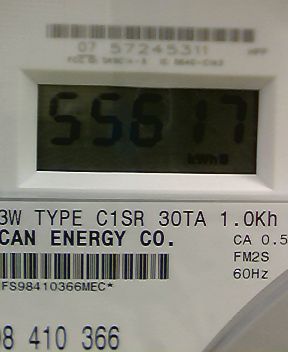 07 57245311
55617
kWh
3W TYPE C1SR 30TA 1.0Kh
CAN ENERGY CO.
CA 0.5
FM2S
60Hz
FS98410366MEC*
98 410 366